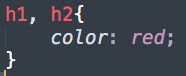 h1, h2{
    color: red;
}